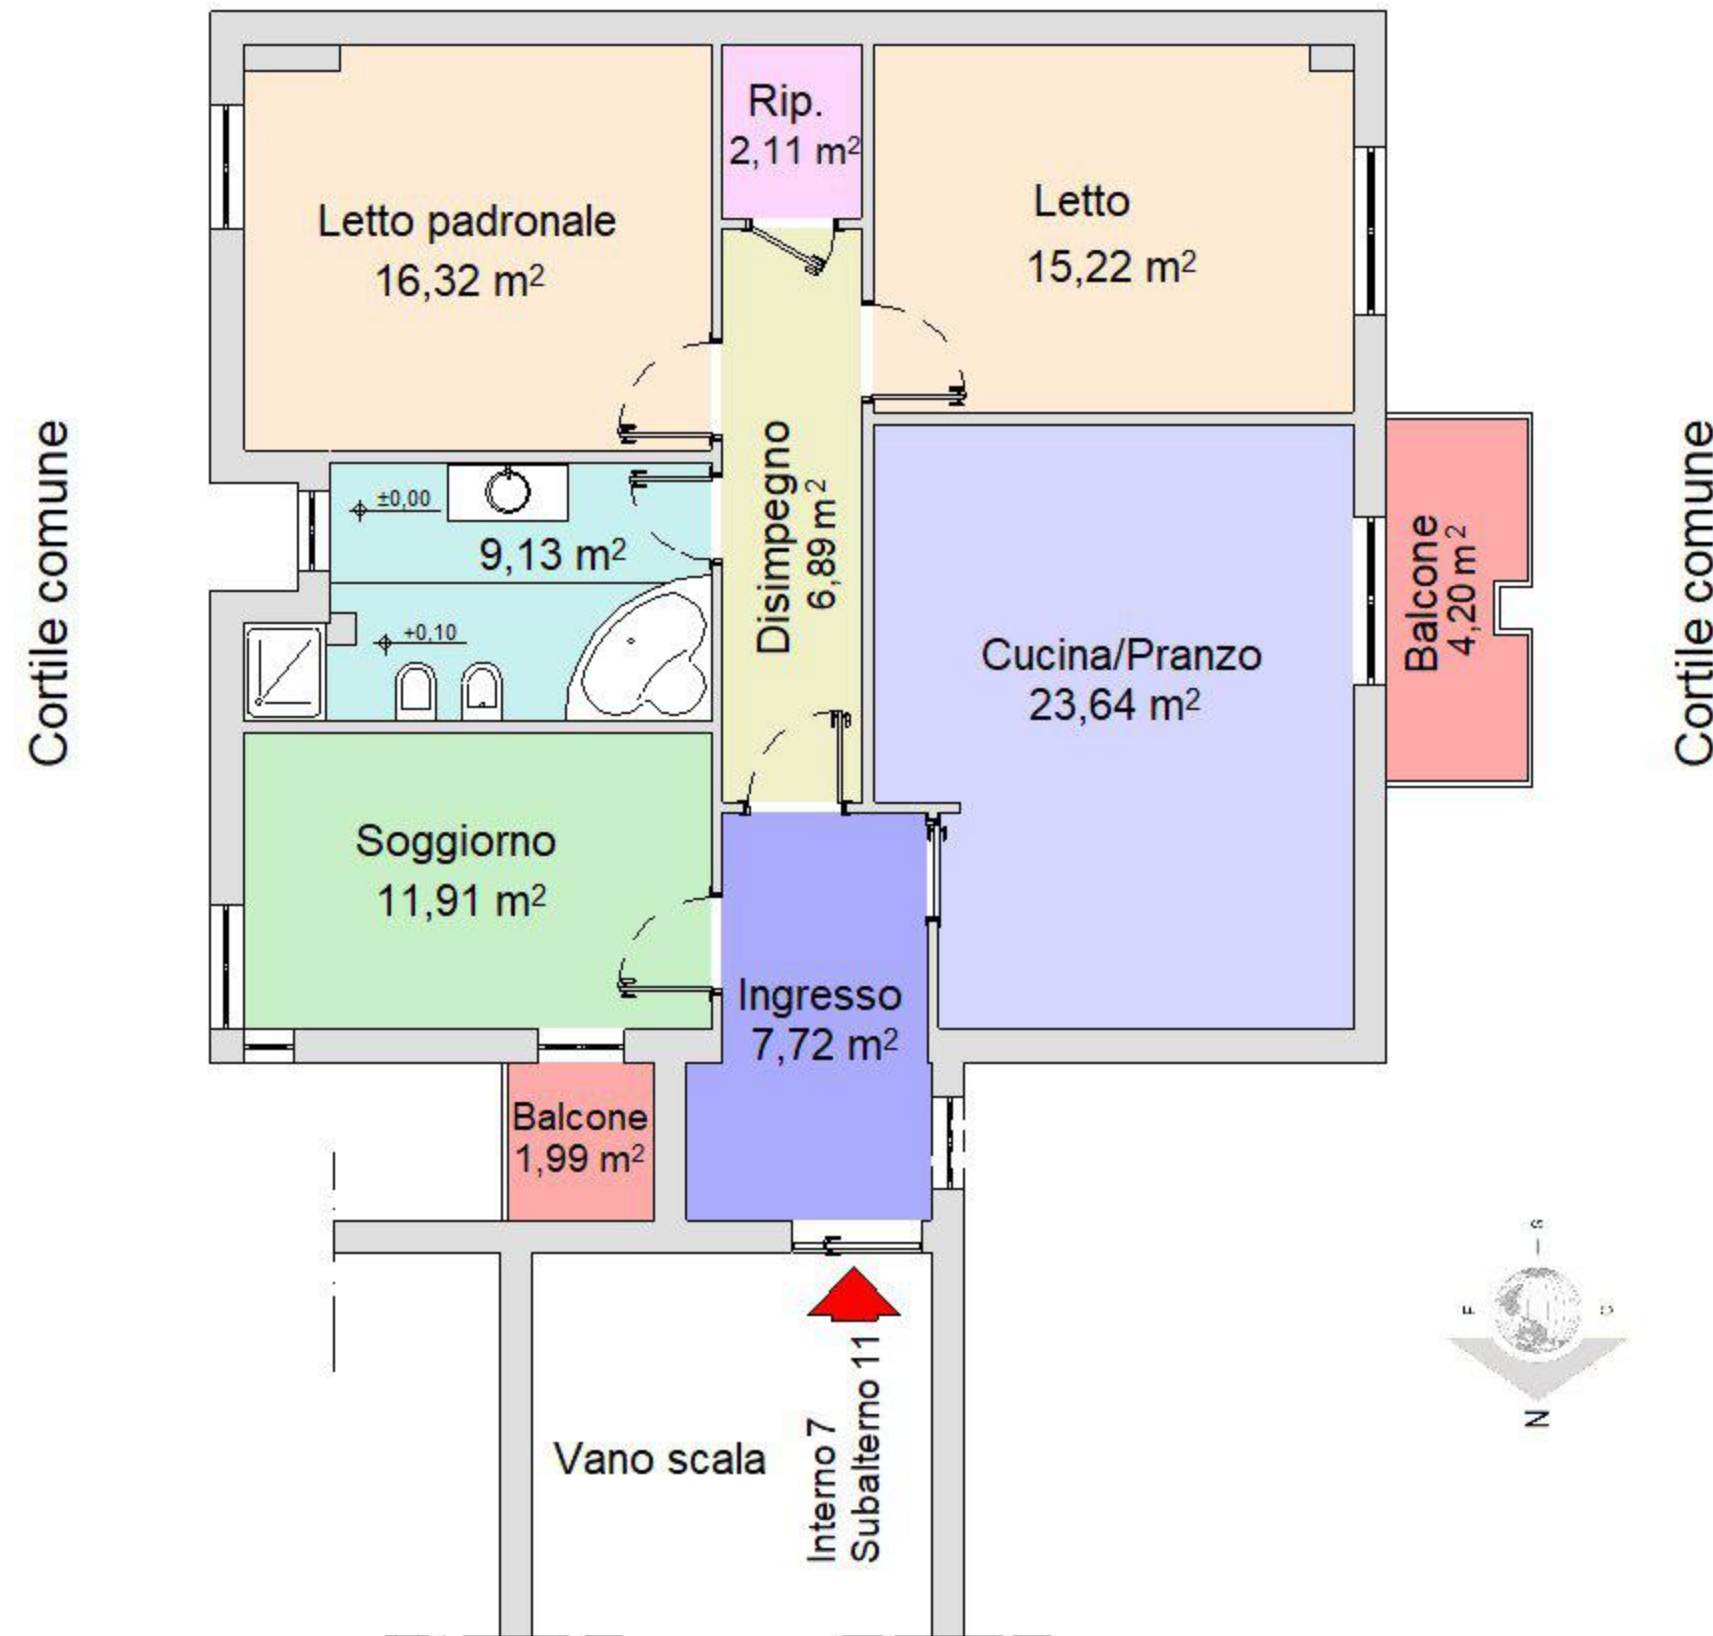 Rip.
2,11 m²
Letto padronale
16,32 m²
Letto
15,22 m²
Cortile comune
±0,00
9,13 m²
+0,10
Disimpegno
6,89 m²
Cucina/Pranzo
23,64 m²
Balcone
4,20 m²
Cortile comune
Soggiorno
11,91 m²
Ingresso
7,72 m²
Balcone
1,99 m²
Interno 7
Subalterno 11
Vano scala
N